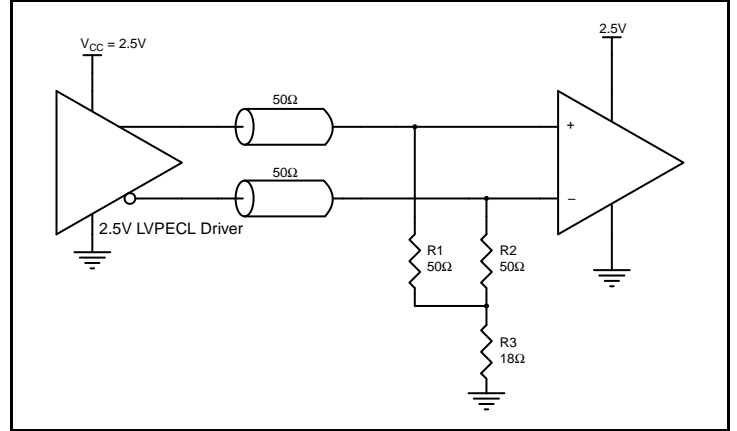 V_CC = 2.5V
2.5V
50Ω
+
50Ω
−
2.5V LVPECL Driver
R1
50Ω
R2
50Ω
R3
18Ω